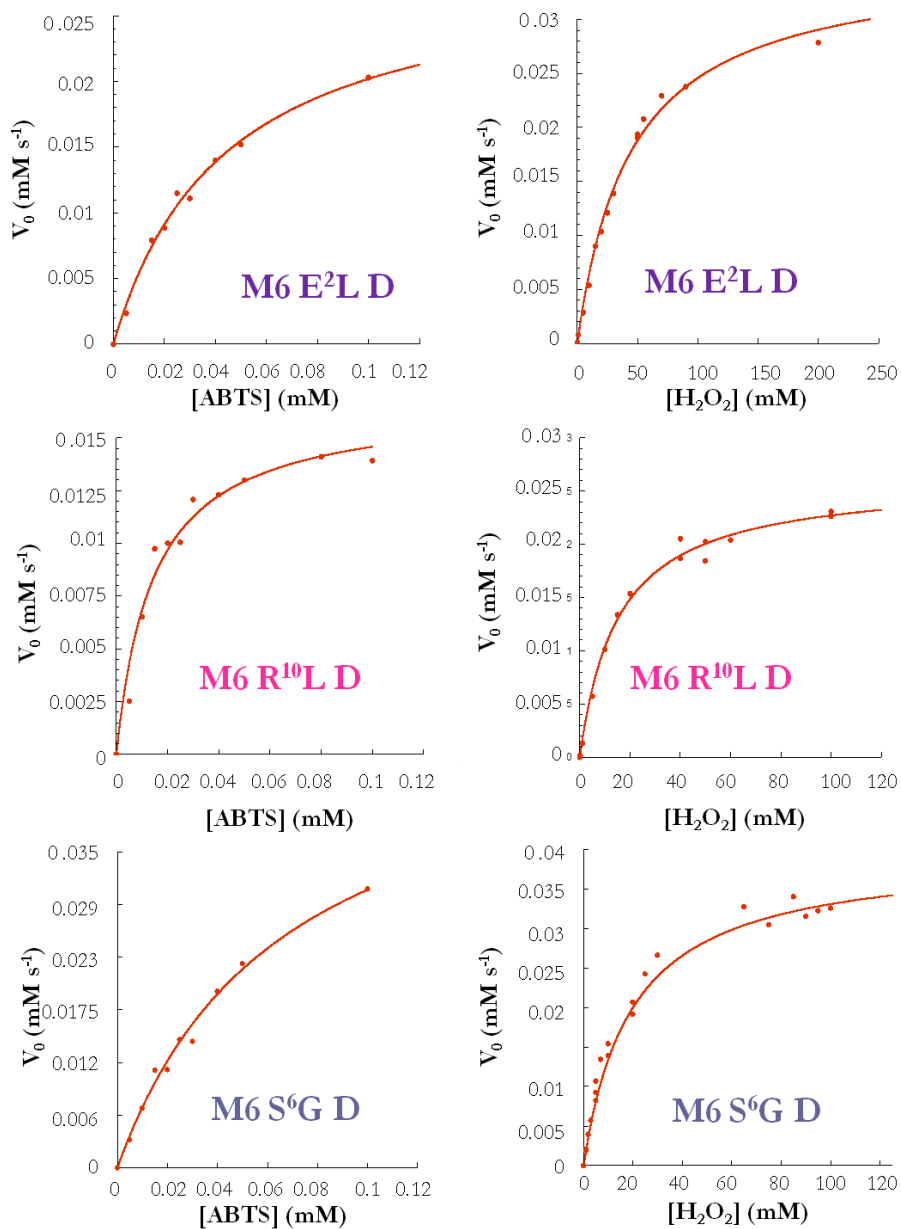 V₀ (mM s⁻¹)
0.025
0.02
0.015
0.01
0.005
0
0 0.02 0.04 0.06 0.08 0.1 0.12
[ABTS] (mM)
M6 E²L D
V₀ (mM s⁻¹)
0.03
0.025
0.02
0.015
0.01
0.005
0
0 50 100 150 200 250
[H₂O₂] (mM)
M6 E²L D
V₀ (mM s⁻¹)
0.015
0.0125
0.01
0.0075
0.005
0.0025
0
0 0.02 0.04 0.06 0.08 0.1 0.12
[ABTS] (mM)
M6 R¹⁰L D
V₀ (mM s⁻¹)
0.03 3
0.025 5
0.02 2
0.015 5
0.01 1
0.005 5
0 0
0 20 40 60 80 100 120
[H₂O₂] (mM)
M6 R¹⁰L D
V₀ (mM s⁻¹)
0.035
0.029
0.023
0.0175
0.012
0.006
0
0 0.02 0.04 0.06 0.08 0.1 0.12
[ABTS] (mM)
M6 S⁶G D
V₀ (mM s⁻¹)
0.04
0.035
0.03
0.025
0.02
0.015
0.01
0.005
0
0 20 40 60 80 100 120
[H₂O₂] (mM)
M6 S⁶G D